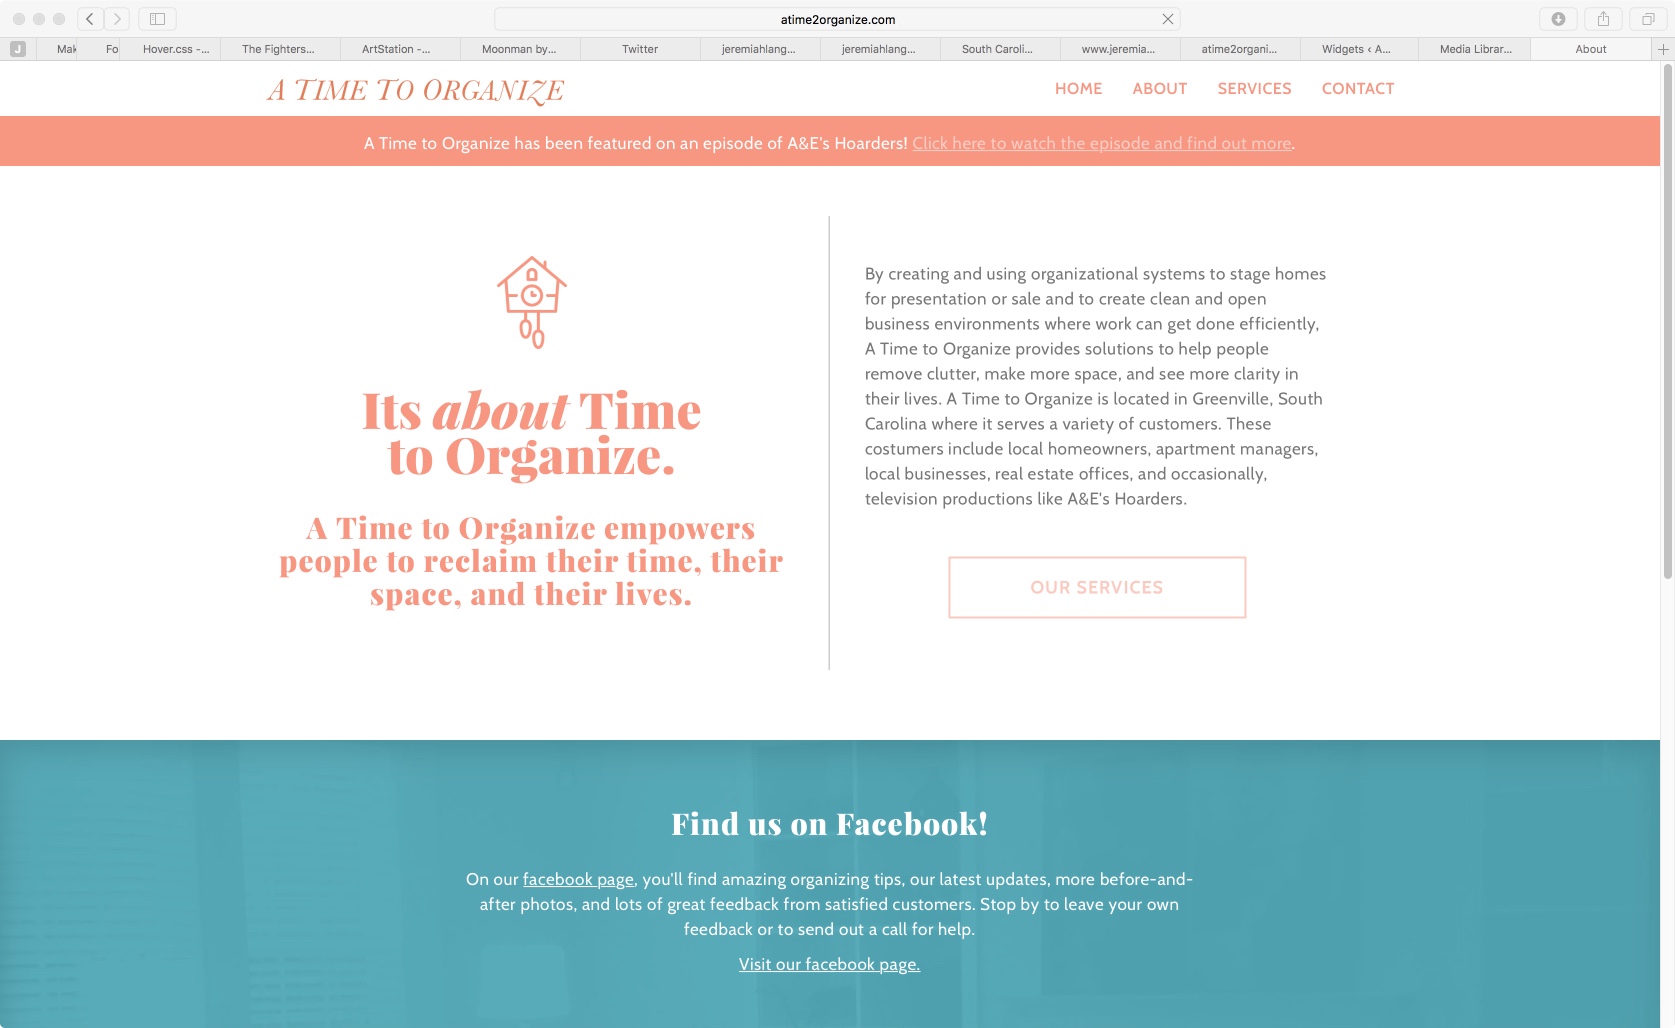 atime2organize.com
J
Mak
Fo
Hover.css -...
The Fighters...
ArtStation -...
Moonman by...
Twitter
jeremiahlang...
jeremiahlang...
South Caroli...
www.jeremia...
atime2organi...
Widgets ‹ A...
Media Librar...
About
A TIME TO ORGANIZE
HOME
ABOUT
SERVICES
CONTACT
A Time to Organize has been featured on an episode of A&E's Hoarders! Click here to watch the episode and find out more.
Its about Time
to Organize.
A Time to Organize empowers
people to reclaim their time, their
space, and their lives.
By creating and using organizational systems to stage homes
for presentation or sale and to create clean and open
business environments where work can get done efficiently,
A Time to Organize provides solutions to help people
remove clutter, make more space, and see more clarity in
their lives. A Time to Organize is located in Greenville, South
Carolina where it serves a variety of customers. These
costumers include local homeowners, apartment managers,
local businesses, real estate offices, and occasionally,
television productions like A&E's Hoarders.
OUR SERVICES
Find us on Facebook!
On our facebook page, you'll find amazing organizing tips, our latest updates, more before-and-
after photos, and lots of great feedback from satisfied customers. Stop by to leave your own
feedback or to send out a call for help.
Visit our facebook page.